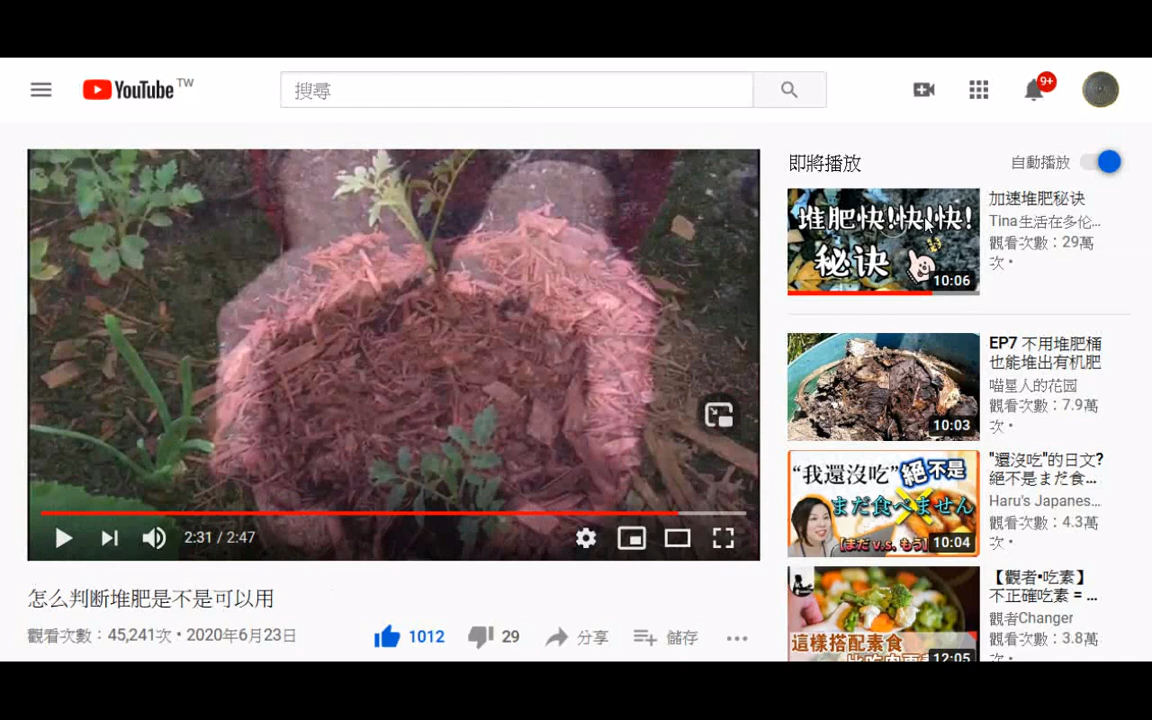 YouTube TW
搜尋
9+
即將播放
自動播放
堆肥快!快!快!
秘诀
10:06
加速堆肥秘诀
Tina生活在多伦...
觀看次數：29萬
次•
10:03
EP7 不用堆肥桶
也能堆出有机肥
喵星人的花园
觀看次數：7.9萬
次•
“我還沒吃”絕不是
まだ食べません
【まだ v.s. もう】
10:04
"還沒吃"的日文?
絕不是まだ食...
Haru's Japanes...
觀看次數：4.3萬
次•
這樣搭配素食
12:05
【觀者•吃素】
不正確吃素 = ...
觀者Changer
觀看次數：3.8萬
次•
2:31 / 2:47
怎么判断堆肥是不是可以用
觀看次數：45,241次 • 2020年6月23日
1012
29
分享
儲存